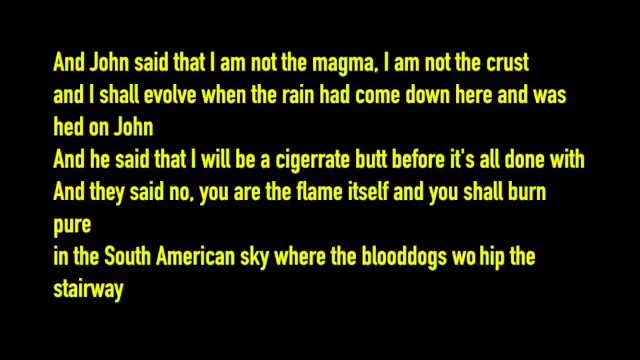 And John said that I am not the magma, I am not the crust
and I shall evolve when the rain had come down here and was
hed on John
And he said that I will be a cigerrate butt before it's all done with
And they said no, you are the flame itself and you shall burn
pure
in the South American sky where the blooddogs wo hip the
stairway